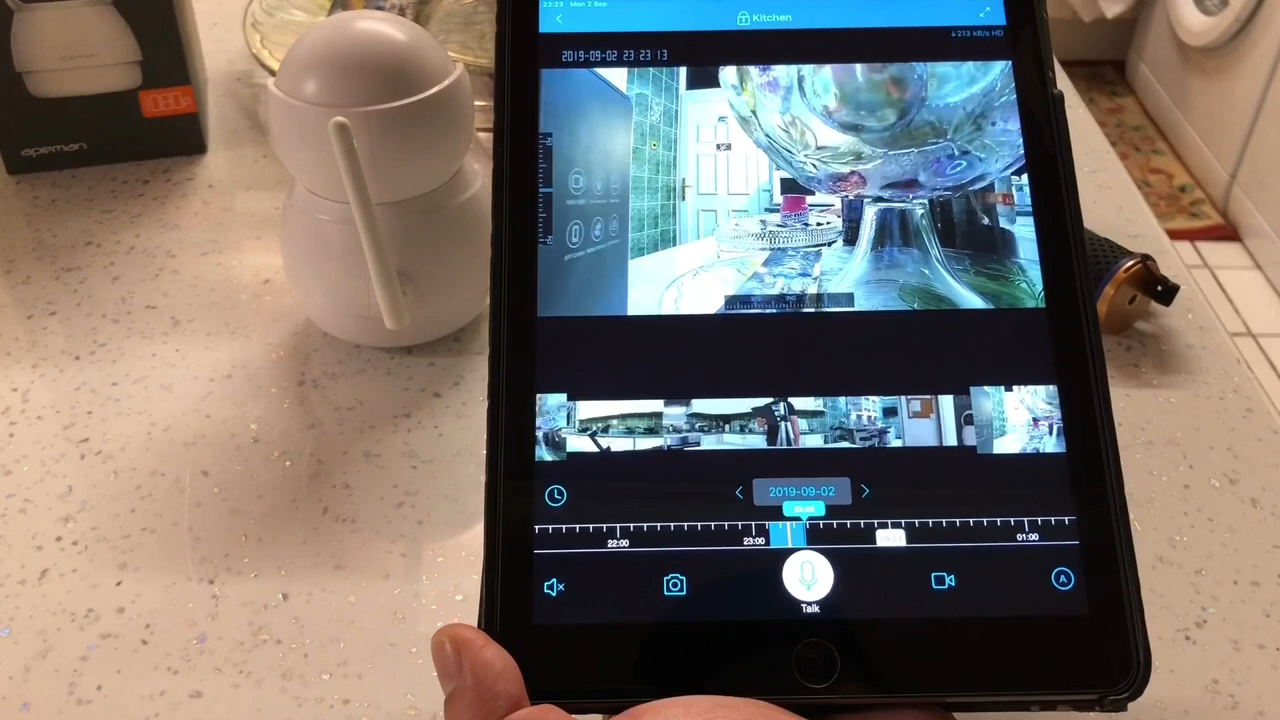 23:23 Mon 2 Sep
Kitchen
↓213 kB/s HD
2019-09-02 23:23:13
1080P
apeman
mento
2019-09-02
22:00
23:00
01:00
Talk
A